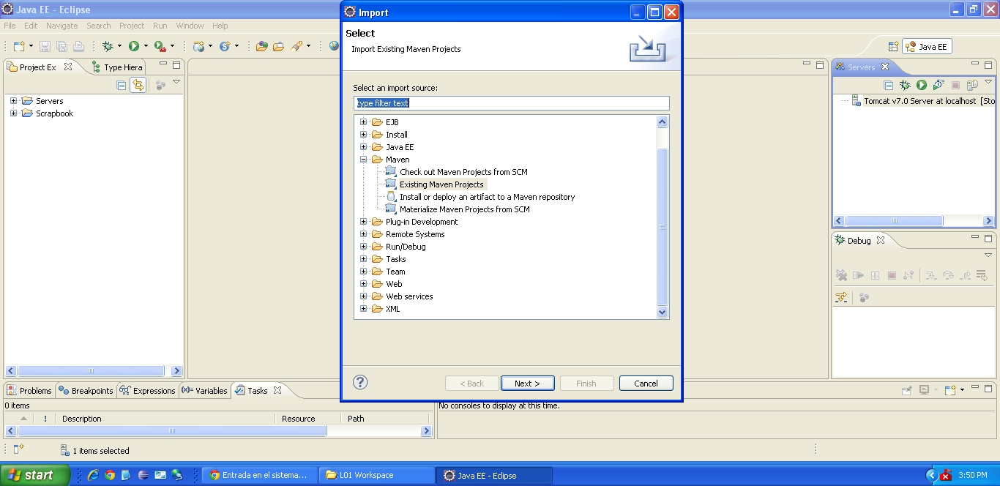 Java EE - Eclipse
File Edit Navigate Search Project Run Window Help
Java EE
Project Ex
Type Hiera
Servers
Scrapbook
Import
Select
Import Existing Maven Projects
Select an import source:
type filter text
EJB
Install
Java EE
Maven
Check out Maven Projects from SCM
Existing Maven Projects
Install or deploy an artifact to a Maven repository
Materialize Maven Projects from SCM
Plug-in Development
Remote Systems
Run/Debug
Tasks
Team
Web
Web services
XML
< Back
Next >
Finish
Cancel
Servers
Tomcat v7.0 Server at localhost [Sto
Debug
Problems
Breakpoints
Expressions
(x)= Variables
Tasks
0 items
! Description Resource Path
No consoles to display at this time.
1 items selected
start
Entrada en el sistema...
L01 Workspace
Java EE - Eclipse
3:50 PM